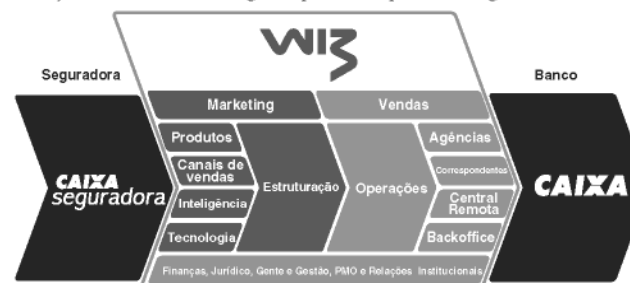 WIZ
Seguradora
Banco
Marketing
Vendas
Produtos
Canais de
vendas
Inteligência
Tecnologia
Estruturação
Operações
Agências
Correspondentes
Central
Remota
Backoffice
CAIXA
seguradora
CAIXA
Finanças, Jurídico, Gente e Gestão, PMO e Relações Institucionais